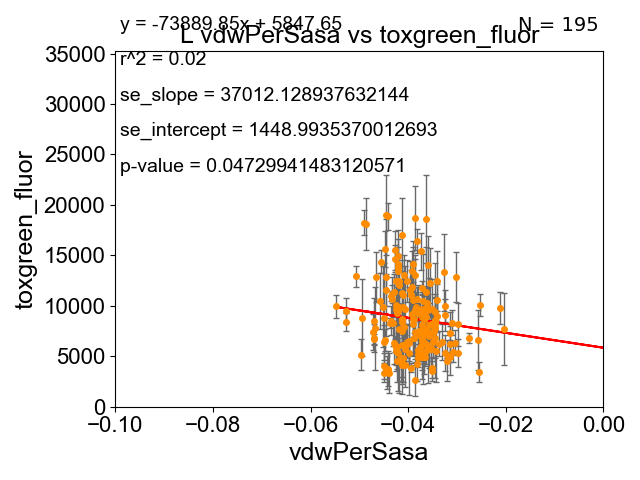 y = -73889.85x + 5847.65
N = 195
L vdwPerSasa vs toxgreen_fluor
r^2 = 0.02
se_slope = 37012.128937632144
se_intercept = 1448.9935370012693
p-value = 0.04729941483120571
35000
30000
25000
20000
15000
10000
5000
0
toxgreen_fluor
−0.10
−0.08
−0.06
−0.04
−0.02
0.00
vdwPerSasa